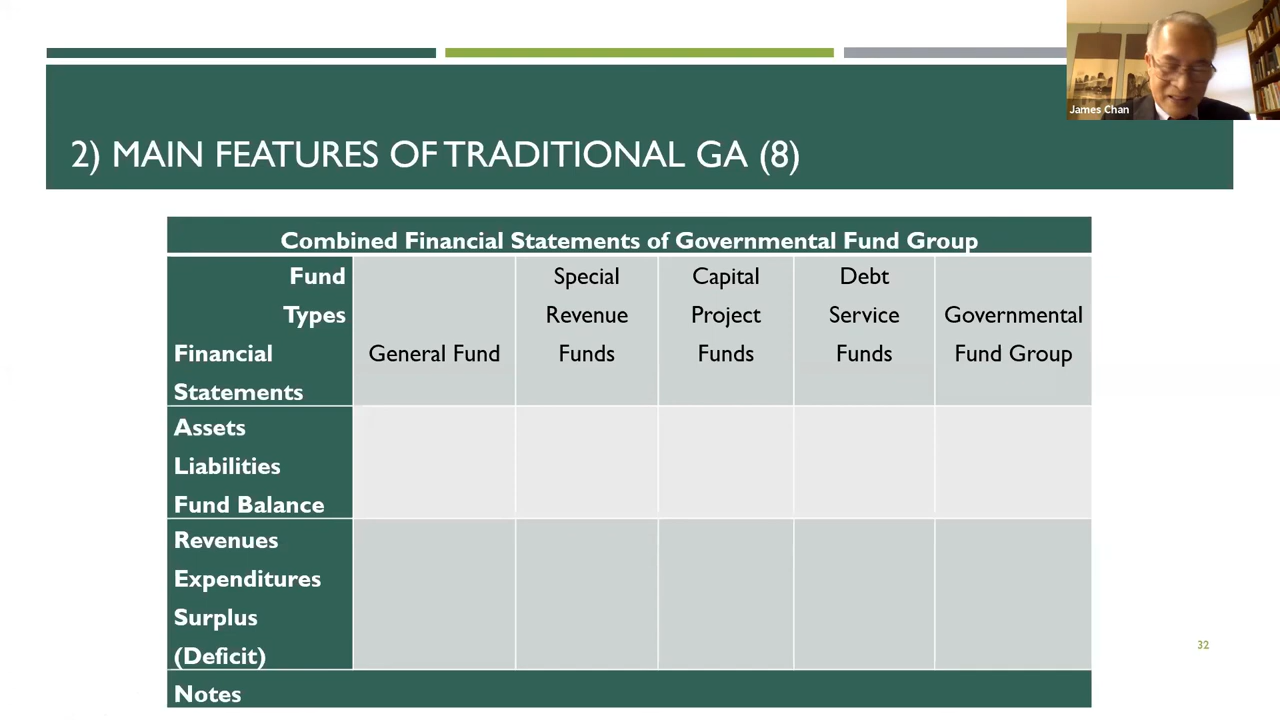 James Chan
2) MAIN FEATURES OF TRADITIONAL GA (8)
Combined Financial Statements of Governmental Fund Group
Fund
Types
Financial
Statements
General Fund
Special
Revenue
Funds
Capital
Project
Funds
Debt
Service
Funds
Governmental
Fund Group
Assets
Liabilities
Fund Balance
Revenues
Expenditures
Surplus
(Deficit)
Notes
32